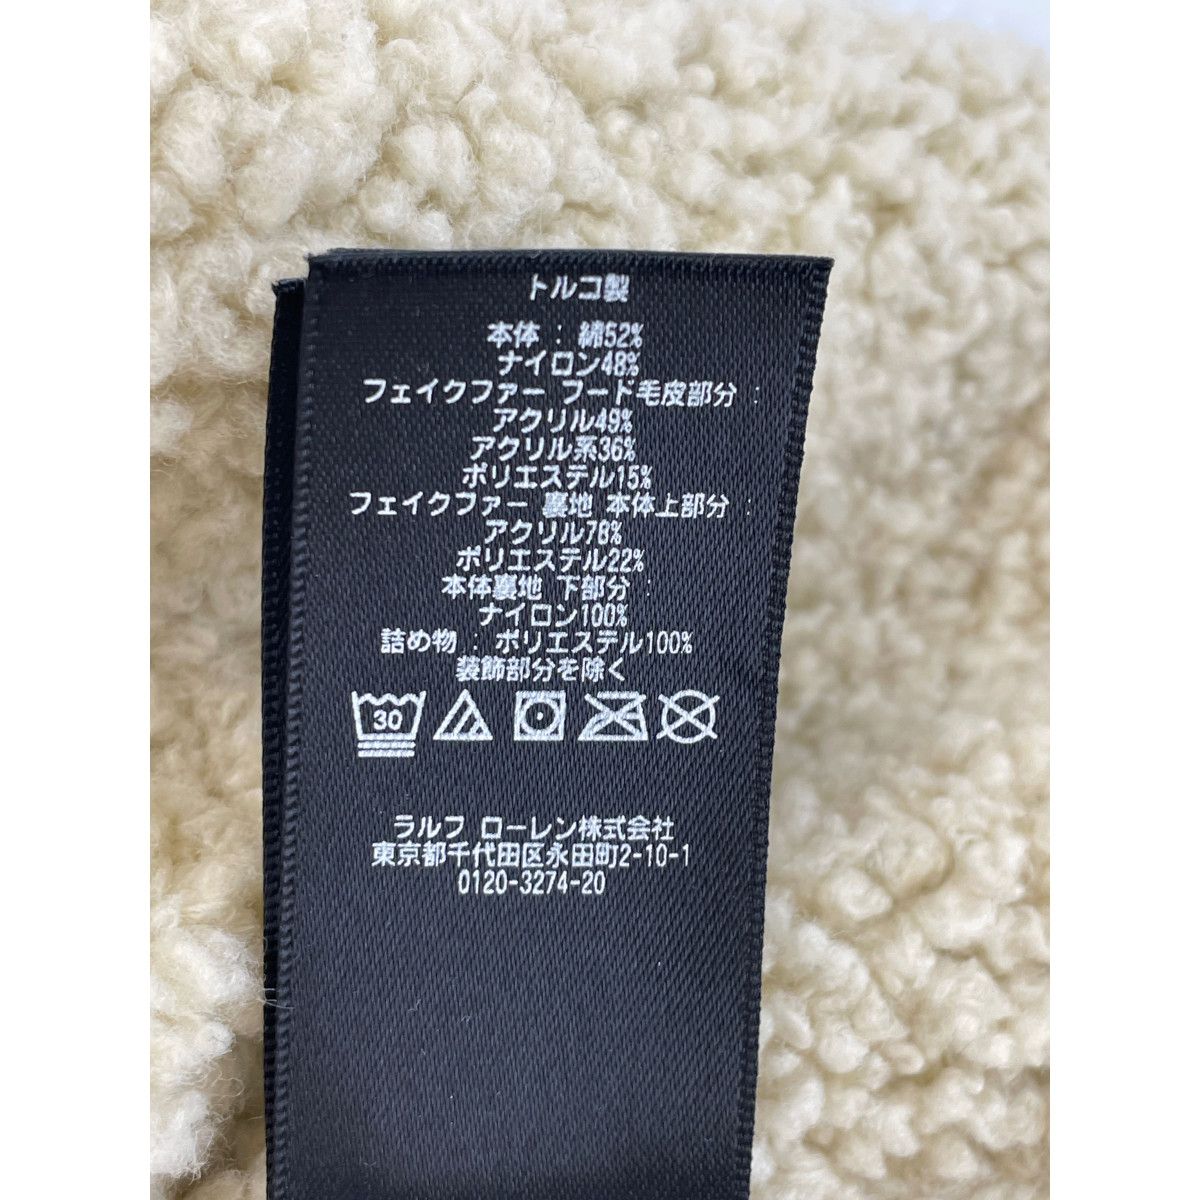 トルコ製
本体 : 綿52%
ナイロン48%
フェイクファー フード毛皮部分 :
アクリル49%
アクリル系36%
ポリエステル15%
フェイクファー 裏地 本体上部分 :
アクリル78%
ポリエステル22%
本体裏地 下部分 :
ナイロン100%
詰め物 : ポリエステル100%
装飾部分を除く
30
ラルフ ローレン株式会社
東京都千代田区永田町2-10-1
0120-3274-20